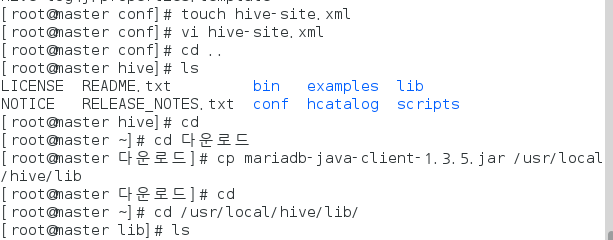 [root@master conf]# touch hive-site.xml
[root@master conf]# vi hive-site.xml
[root@master conf]# cd ..
[root@master hive]# ls
LICENSE README.txt bin examples lib
NOTICE RELEASE_NOTES.txt conf hcatalog scripts
[root@master hive]# cd
[root@master ~]# cd 다운로드
[root@master 다운로드]# cp mariadb-java-client-1.3.5.jar /usr/local
/hive/lib
[root@master 다운로드]# cd
[root@master ~]# cd /usr/local/hive/lib/
[root@master lib]# ls